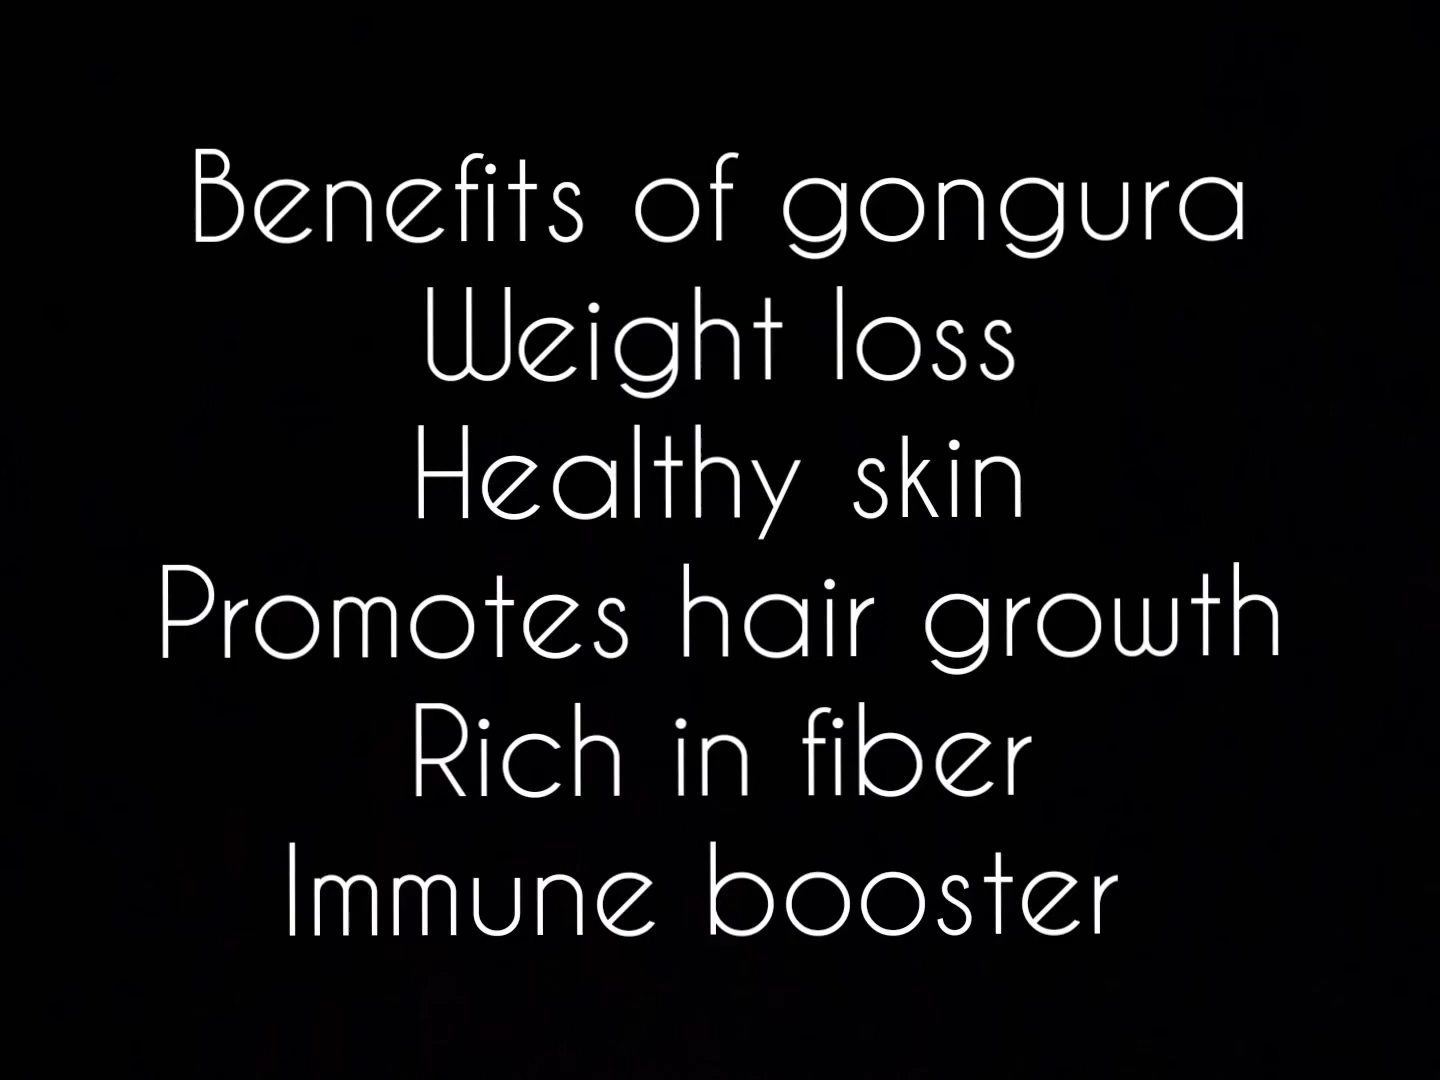 Benefits of gongura
Weight loss
Healthy skin
Promotes hair growth
Rich in fiber
Immune booster